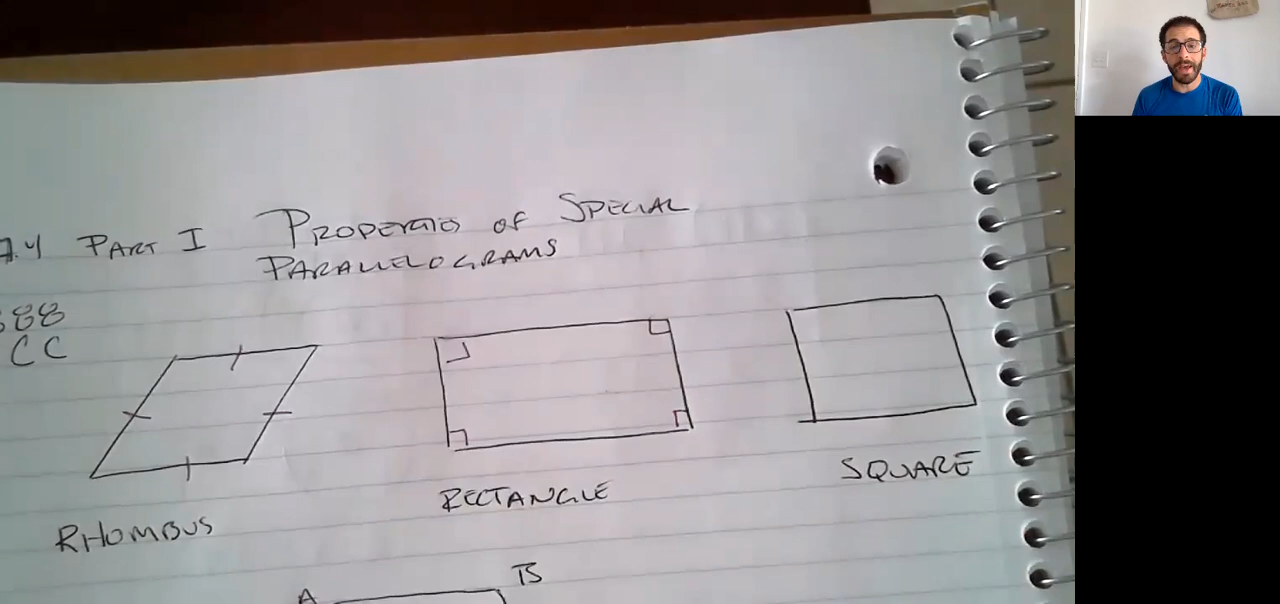 7.4 PART I PROPERTIES OF SPECIAL
PARALLELOGRAMS
388
CC
RHOMBUS
RECTANGLE
SQUARE
A
B